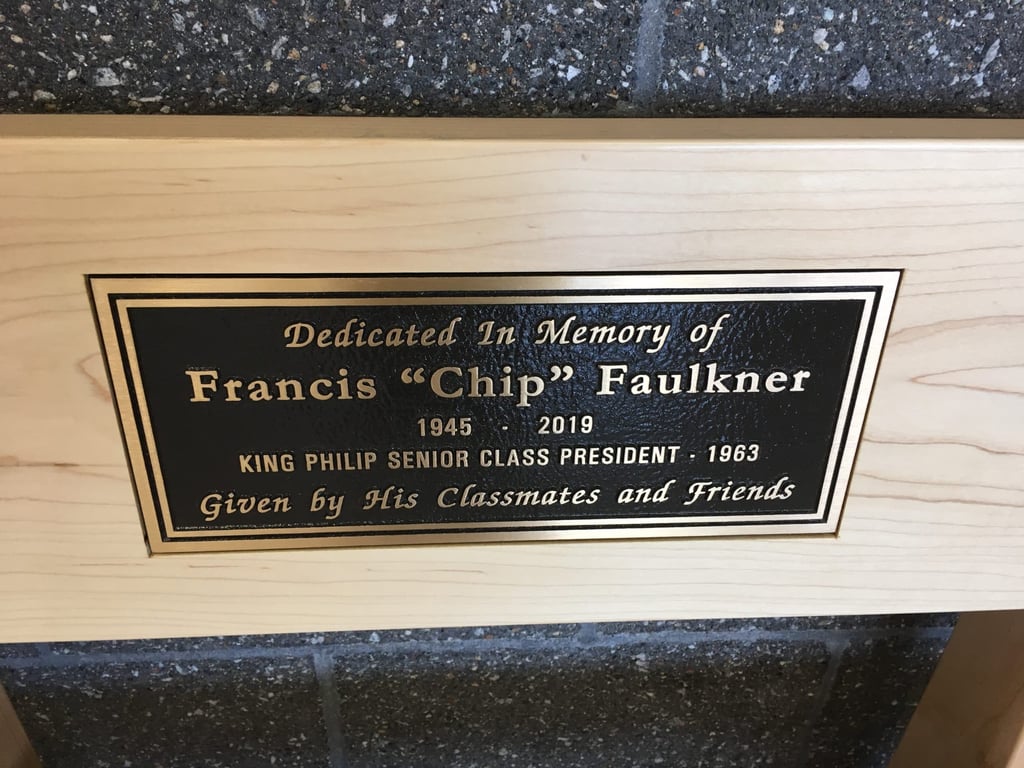 Dedicated In Memory of
Francis “Chip” Faulkner
1945 - 2019
KING PHILIP SENIOR CLASS PRESIDENT - 1963
Given by His Classmates and Friends